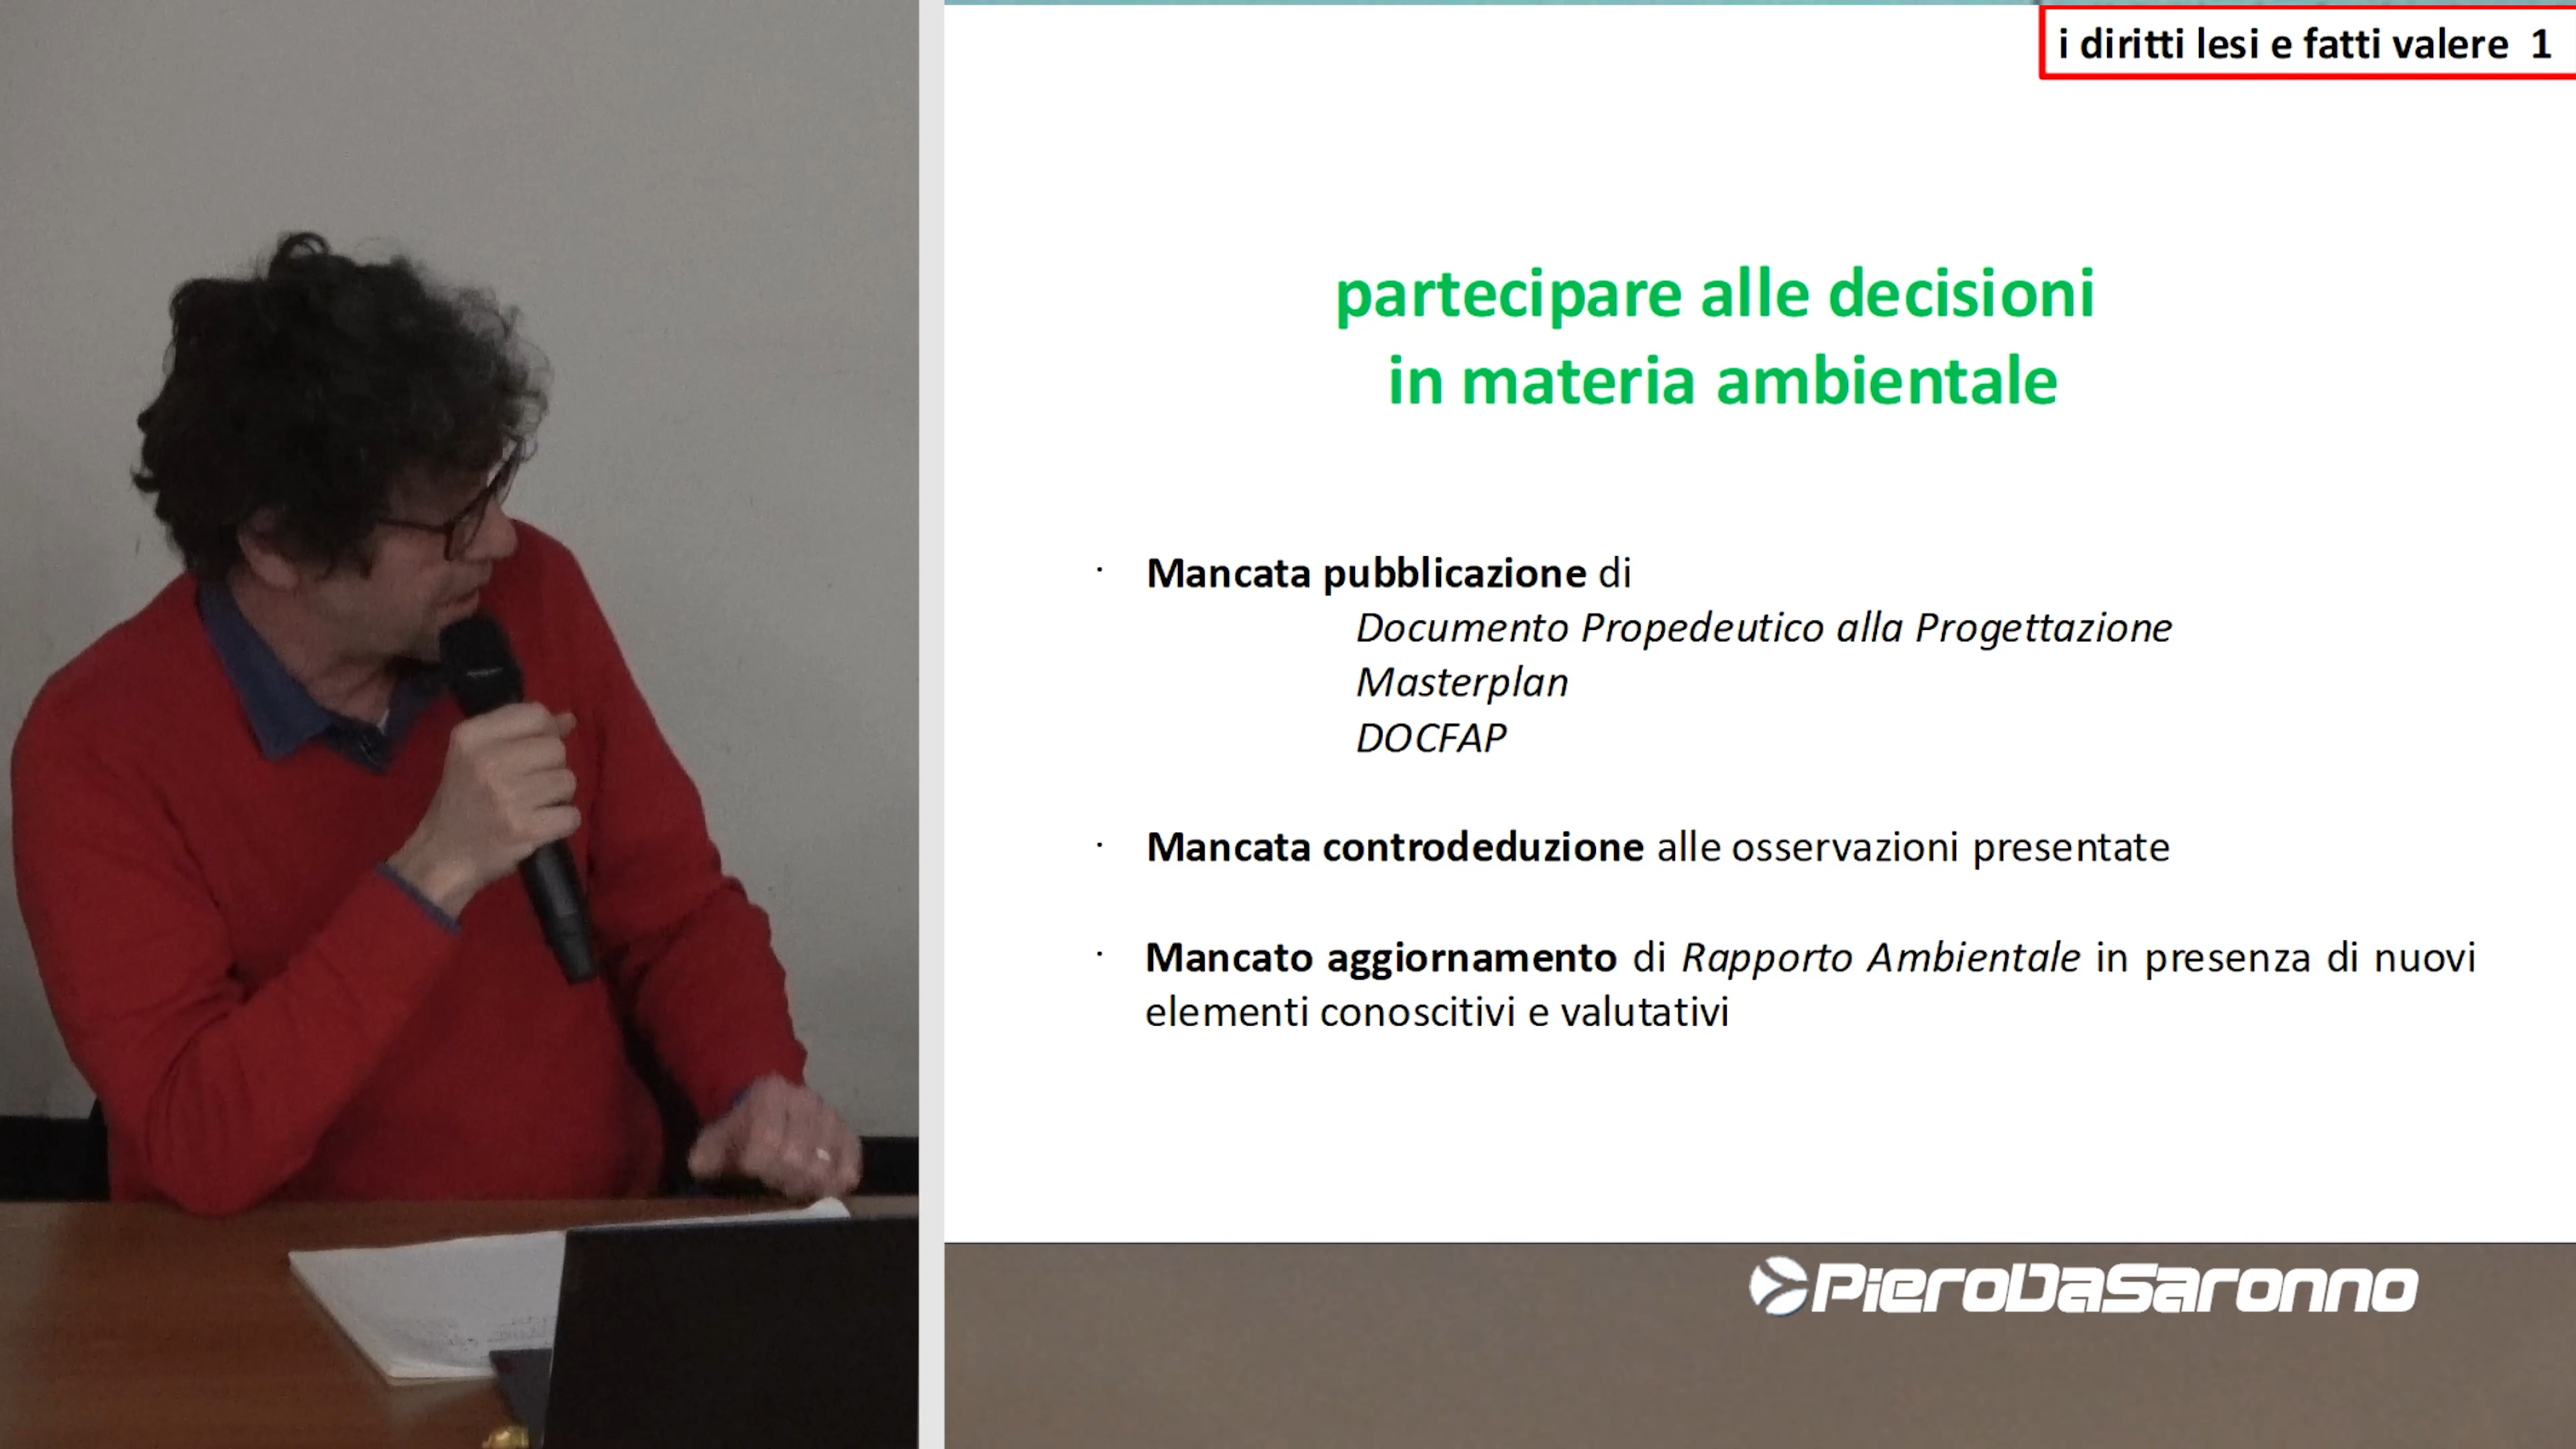 i diritti lesi e fatti valere 1
partecipare alle decisioni
in materia ambientale
· Mancata pubblicazione di
Documento Propedeutico alla Progettazione
Masterplan
DOCFAP
· Mancata controdeduzione alle osservazioni presentate
· Mancato aggiornamento di Rapporto Ambientale in presenza di nuovi
elementi conoscitivi e valutativi
PieroDaSaronno